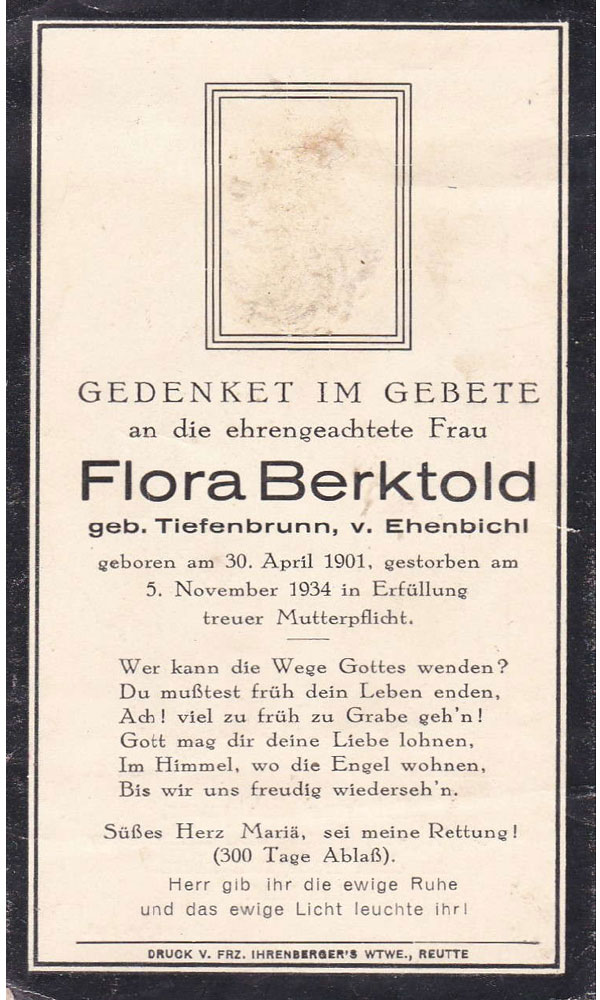 GEDENKET IM GEBETE
an die ehrengeachtete Frau
Flora Berktold
geb. Tiefenbrunn, v. Ehenbichl
geboren am 30. April 1901, gestorben am
5. November 1934 in Erfüllung
treuer Mutterpflicht.
Wer kann die Wege Gottes wenden?
Du mußtest früh dein Leben enden,
Ach! viel zu früh zu Grabe geh'n!
Gott mag dir deine Liebe lohnen,
Im Himmel, wo die Engel wohnen,
Bis wir uns freudig wiederseh'n.
Süßes Herz Mariä, sei meine Rettung!
(300 Tage Ablaß).
Herr gib ihr die ewige Ruhe
und das ewige Licht leuchte ihr!
DRUCK V. FRZ. IHRENBERGER'S WTWE., REUTTE